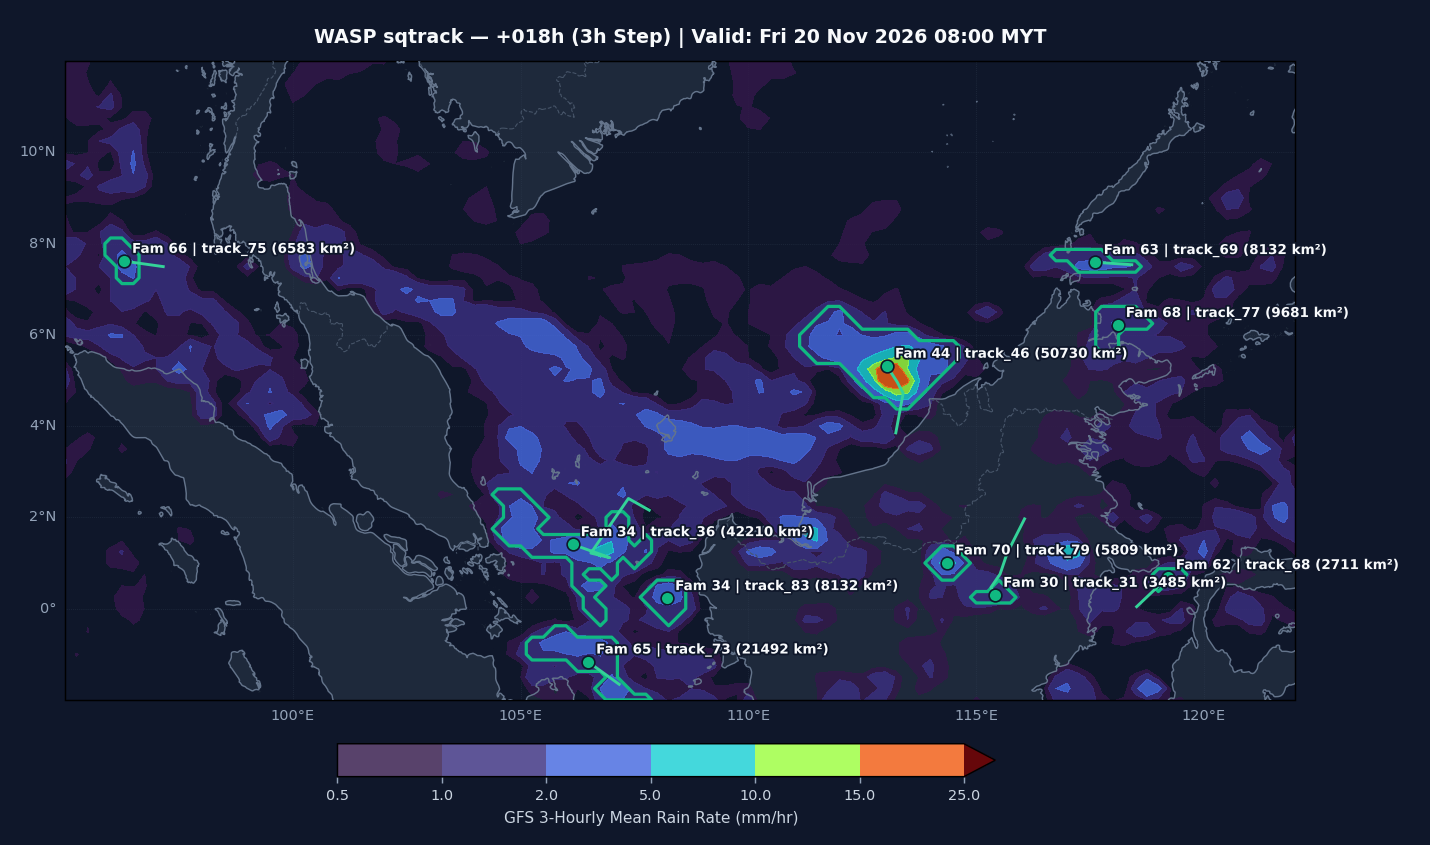 WASP sqtrack — +018h (3h Step) | Valid: Fri 20 Nov 2026 08:00 MYT
10°N
8°N
6°N
4°N
2°N
0°
Fam 66 | track_75 (6583 km²)
Fam 63 | track_69 (8132 km²)
Fam 68 | track_77 (9681 km²)
Fam 44 | track_46 (50730 km²)
Fam 34 | track_36 (42210 km²)
Fam 70 | track_79 (5809 km²)
Fam 62 | track_68 (2711 km²)
Fam 30 | track_31 (3485 km²)
Fam 34 | track_83 (8132 km²)
Fam 65 | track_73 (21492 km²)
100°E 105°E 110°E 115°E 120°E
0.5 1.0 2.0 5.0 10.0 15.0 25.0
GFS 3-Hourly Mean Rain Rate (mm/hr)